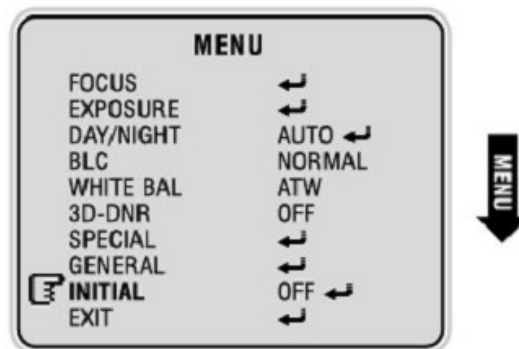 MENU
FOCUS ↵
EXPOSURE ↵
DAY/NIGHT AUTO ↵
BLC NORMAL
WHITE BAL ATW
3D-DNR OFF
SPECIAL ↵
GENERAL ↵
INITIAL OFF ↵
EXIT ↵
MENU